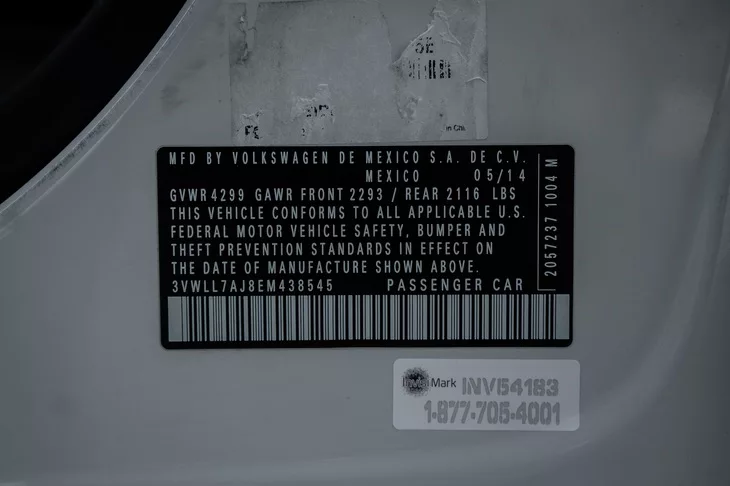 MFD BY VOLKSWAGEN DE MEXICO S.A. DE C.V.
MEXICO 05/14
GVWR 4299 GAWR FRONT 2293 / REAR 2116 LBS
THIS VEHICLE CONFORMS TO ALL APPLICABLE U.S.
FEDERAL MOTOR VEHICLE SAFETY, BUMPER AND
THEFT PREVENTION STANDARDS IN EFFECT ON
THE DATE OF MANUFACTURE SHOWN ABOVE.
3VWLL7AJ8EM438545 PASSENGER CAR
2057237 1004 M
Mark INV54183
1-877-705-4001